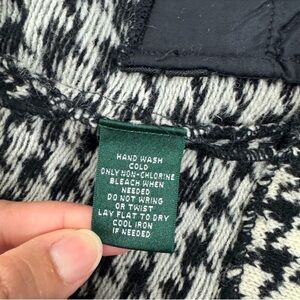 HAND WASH
COLD
ONLY NON-CHLORINE
BLEACH WHEN
NEEDED
DO NOT WRING
OR TWIST
LAY FLAT TO DRY
COOL IRON
IF NEEDED